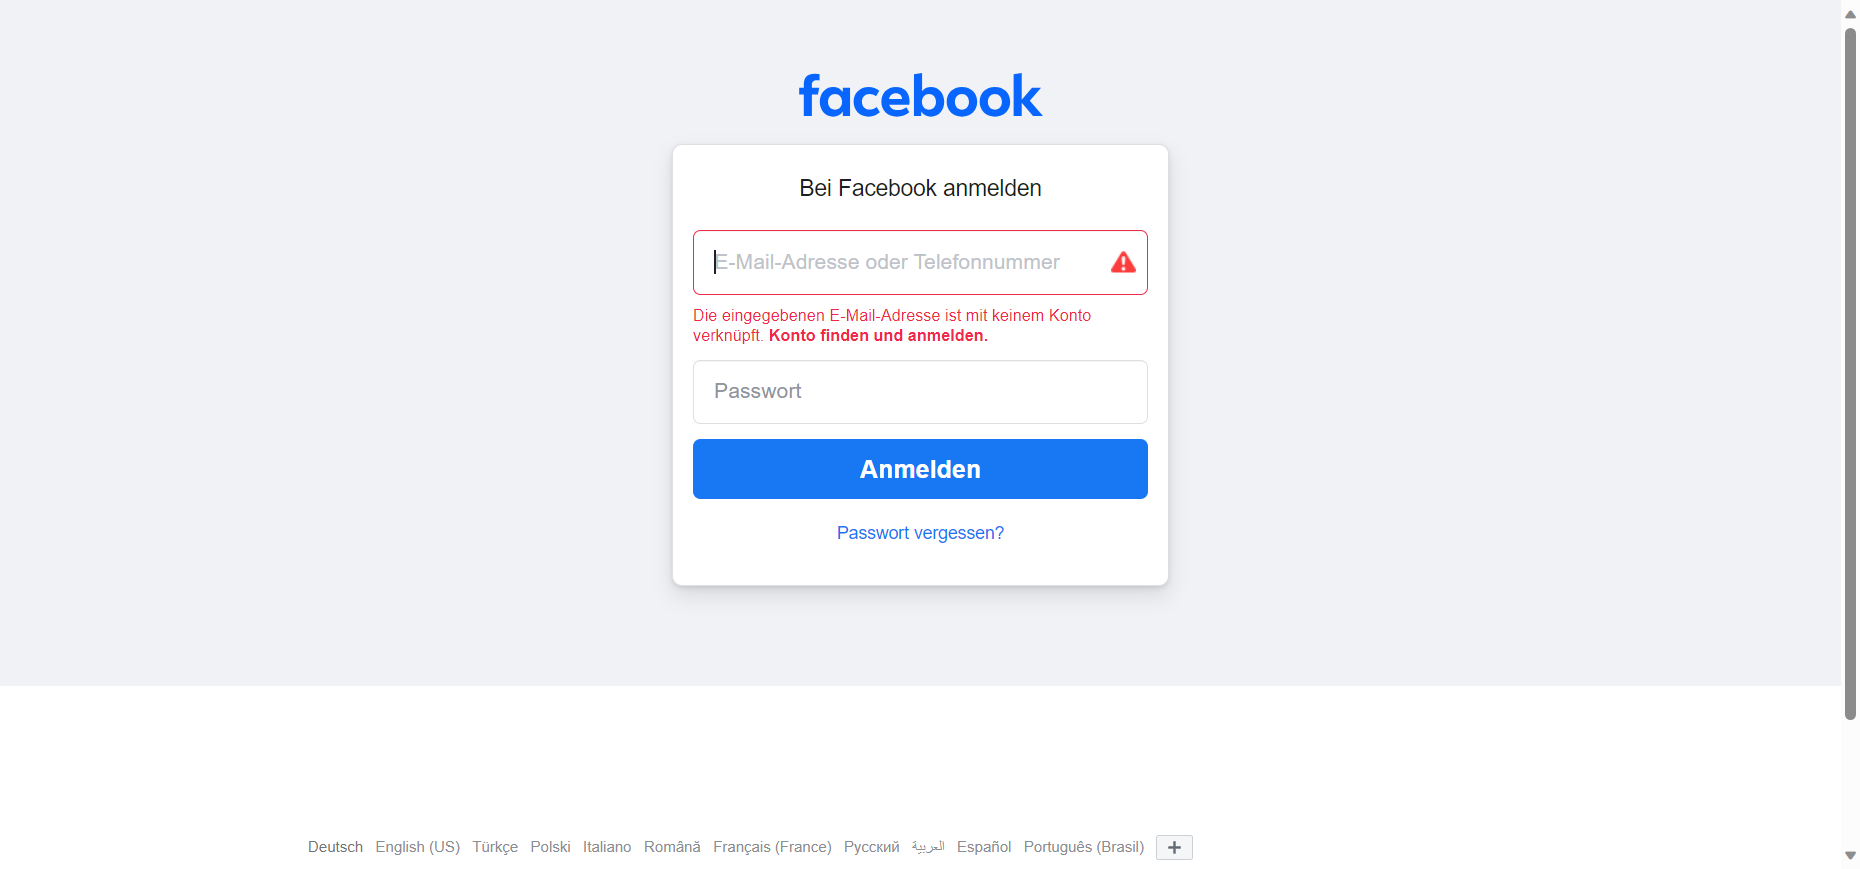 facebook
Bei Facebook anmelden
E-Mail-Adresse oder Telefonnummer
Die eingegebenen E-Mail-Adresse ist mit keinem Konto
verknüpft. Konto finden und anmelden.
Passwort
Anmelden
Passwort vergessen?
Deutsch English (US) Türkçe Polski Italiano Română Français (France) Русский العربية Español Português (Brasil) +